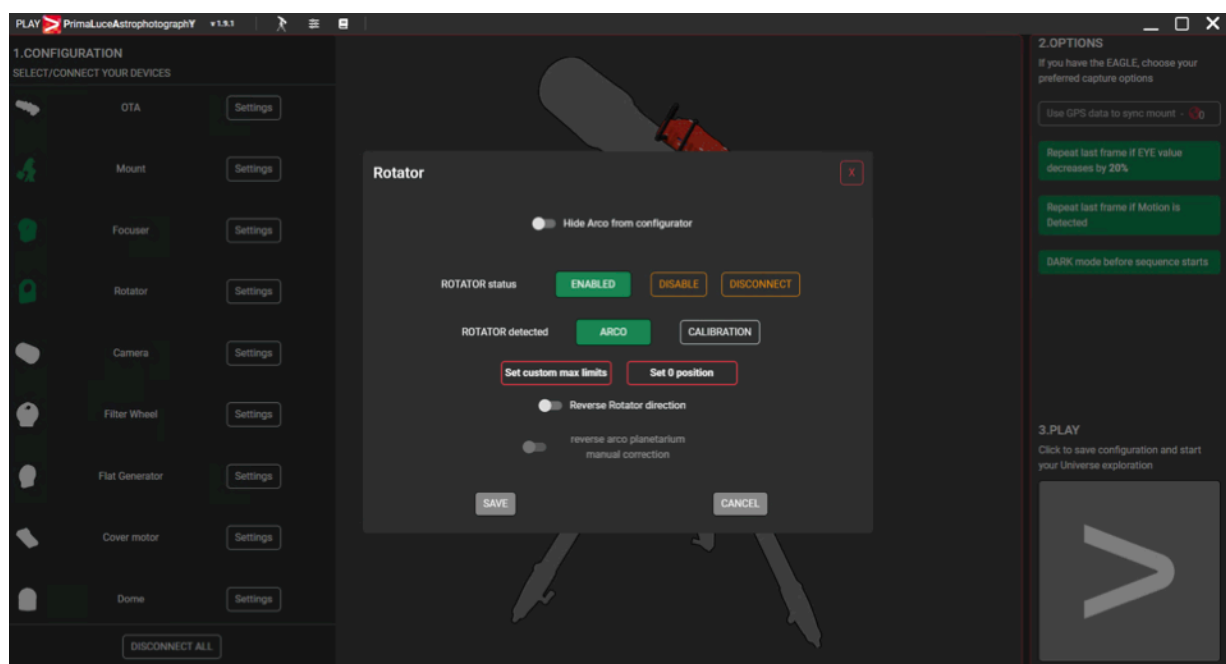 PLAY PrimaLuceAstrophotographY v1.9.1
1.CONFIGURATION
SELECT/CONNECT YOUR DEVICES
OTA Settings
Mount Settings
Focuser Settings
Rotator Settings
Camera Settings
Filter Wheel Settings
Flat Generator Settings
Cover motor Settings
Dome Settings
DISCONNECT ALL
Rotator X
Hide Arco from configurator
ROTATOR status ENABLED DISABLE DISCONNECT
ROTATOR detected ARCO CALIBRATION
Set custom max limits Set 0 position
Reverse Rotator direction
reverse arco planetarium
manual correction
SAVE CANCEL
2.OPTIONS
If you have the EAGLE, choose your
preferred capture options
Use GPS data to sync mount - 0
Repeat last frame if EYE value
decreases by 20%
Repeat last frame if Motion is
Detected
DARK mode before sequence starts
3.PLAY
Click to save configuration and start
your Universe exploration